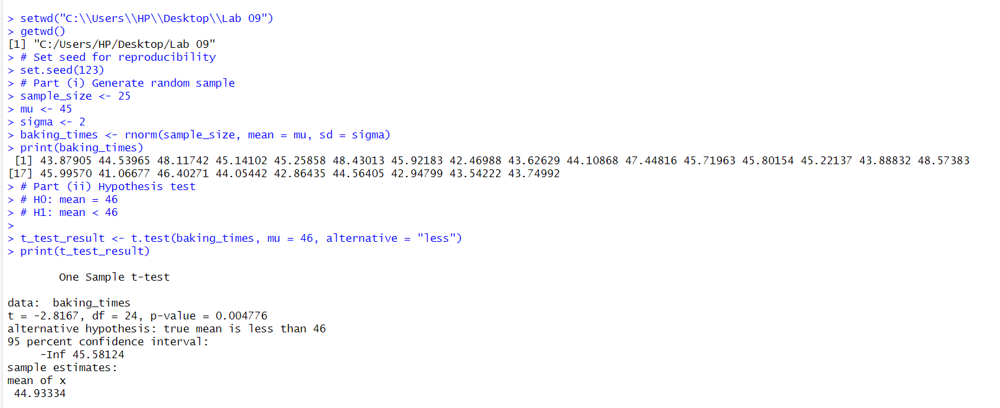 > setwd("C:\\Users\\HP\\Desktop\\Lab 09")
> getwd()
[1] "C:/Users/HP/Desktop/Lab 09"
> # Set seed for reproducibility
> set.seed(123)
> # Part (i) Generate random sample
> sample_size <- 25
> mu <- 45
> sigma <- 2
> baking_times <- rnorm(sample_size, mean = mu, sd = sigma)
> print(baking_times)
 [1] 43.87905 44.53965 48.11742 45.14102 45.25858 48.43013 45.92183 42.46988 43.62629 44.10868 47.44816 45.71963 45.80154 45.22137 43.88832 48.57383
[17] 45.99570 41.06677 46.40271 44.05442 42.86435 44.56405 42.94799 43.54222 43.74992
> # Part (ii) Hypothesis test
> # H0: mean = 46
> # H1: mean < 46
>
> t_test_result <- t.test(baking_times, mu = 46, alternative = "less")
> print(t_test_result)
        One Sample t-test
data:  baking_times
t = -2.8167, df = 24, p-value = 0.004776
alternative hypothesis: true mean is less than 46
95 percent confidence interval:
     -Inf 45.58124
sample estimates:
mean of x
 44.93334